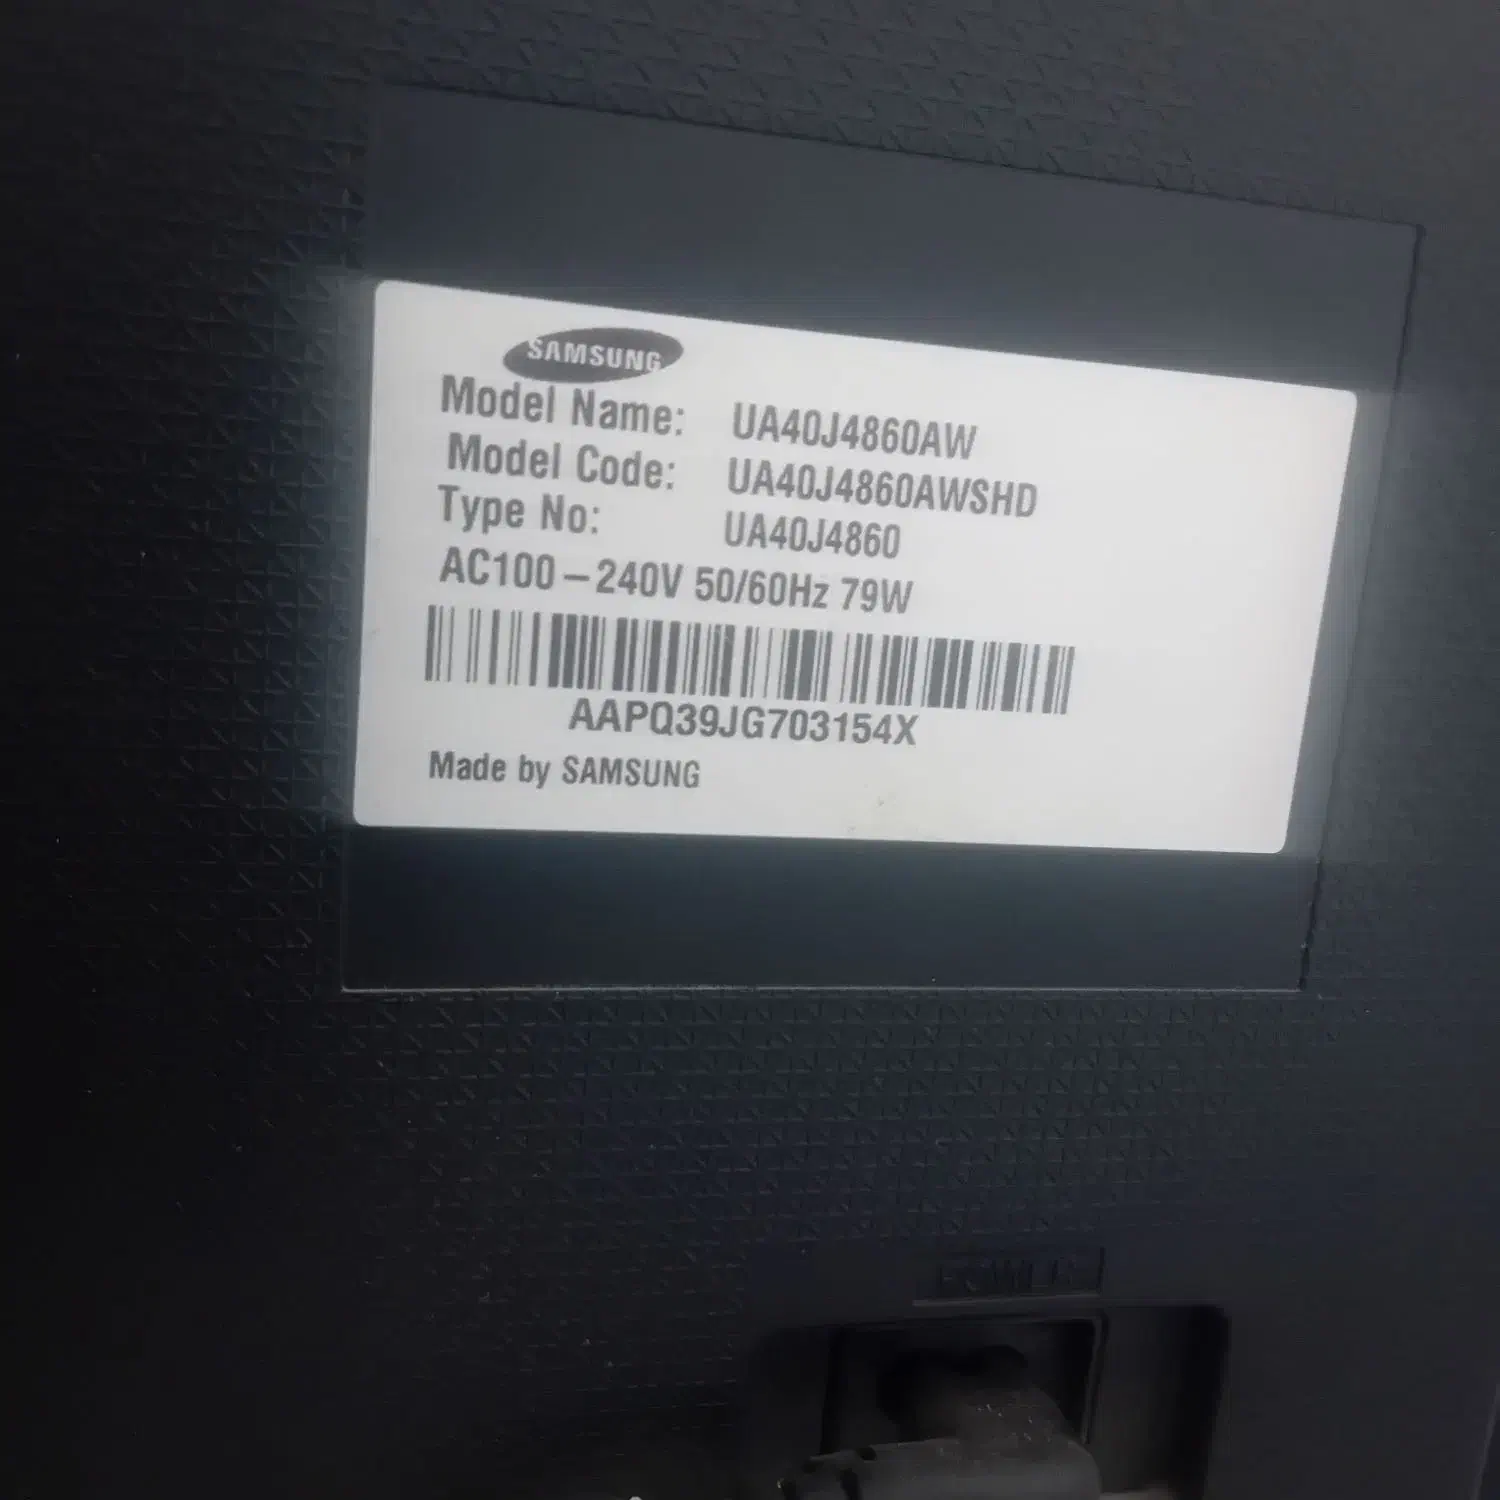 SAMSUNG
Model Name: UA40J4860AW
Model Code: UA40J4860AWSHD
Type No: UA40J4860
AC100–240V 50/60Hz 79W
AAPQ39JG703154X
Made by SAMSUNG